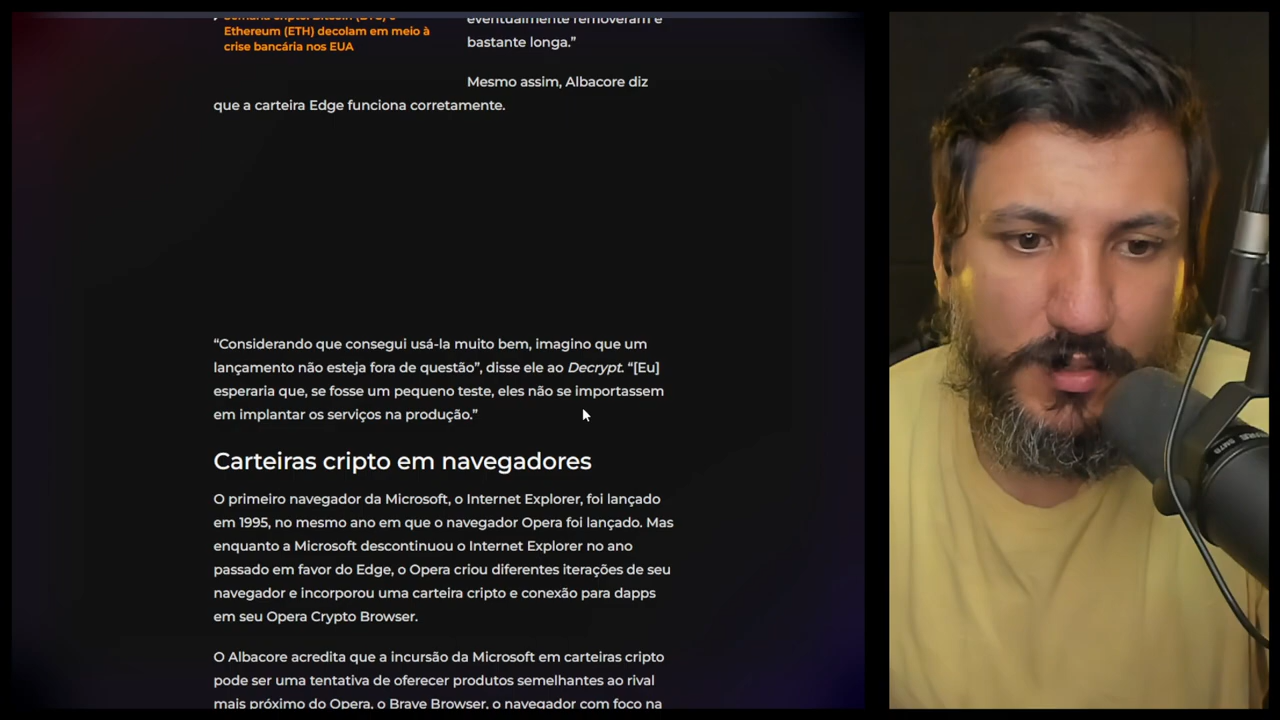 Ethereum (ETH) decolam em meio à
crise bancária nos EUA
eventualmente removeram e
bastante longa.”
Mesmo assim, Albacore diz
que a carteira Edge funciona corretamente.
“Considerando que consegui usá-la muito bem, imagino que um
lançamento não esteja fora de questão”, disse ele ao Decrypt. “[Eu]
esperaria que, se fosse um pequeno teste, eles não se importassem
em implantar os serviços na produção.”
Carteiras cripto em navegadores
O primeiro navegador da Microsoft, o Internet Explorer, foi lançado
em 1995, no mesmo ano em que o navegador Opera foi lançado. Mas
enquanto a Microsoft descontinuou o Internet Explorer no ano
passado em favor do Edge, o Opera criou diferentes iterações de seu
navegador e incorporou uma carteira cripto e conexão para dapps
em seu Opera Crypto Browser.
O Albacore acredita que a incursão da Microsoft em carteiras cripto
pode ser uma tentativa de oferecer produtos semelhantes ao rival
mais próximo do Opera, o Brave Browser, o navegador com foco na